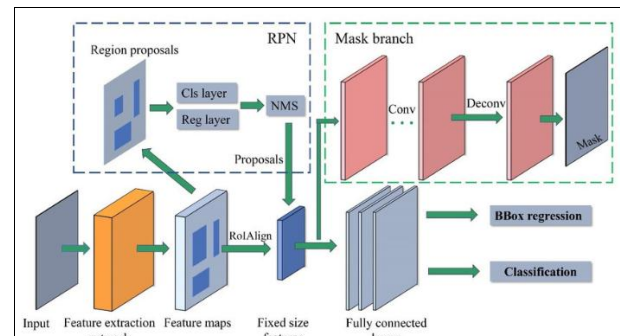 RPN
Mask branch
Region proposals
Cls layer
Reg layer
NMS
Conv
...
Deconv
Mask
Proposals
RoIAlign
BBox regression
Classification
Input
Feature extraction
Feature maps
Fixed size
Fully connected